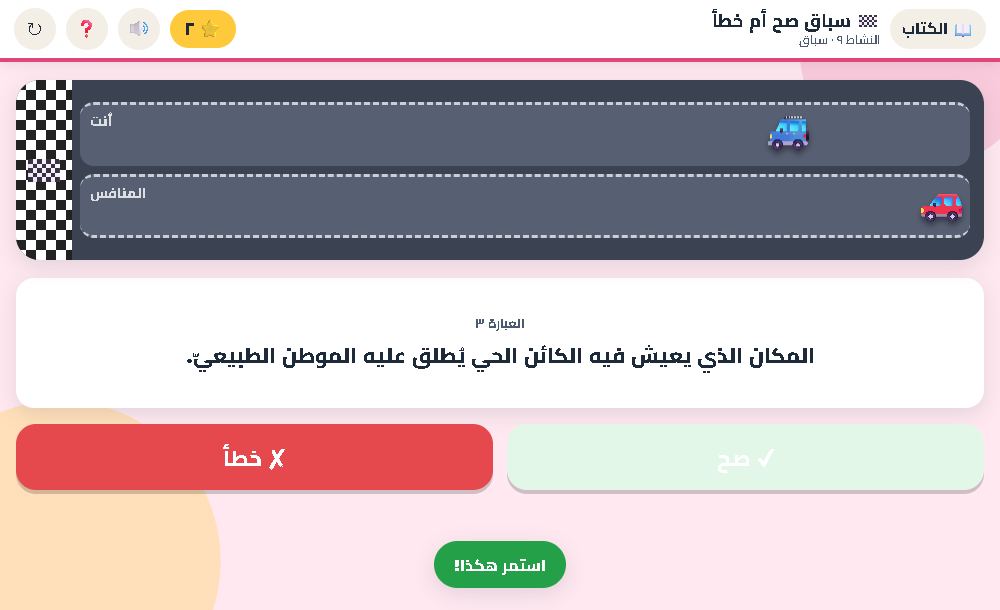 📖 الكتاب
🏁 سباق صح أم خطأ
النشاط ٩ · سباق
⭐ ٢
🔊
❓
↻
أنت
المنافس
العبارة ٣
المكان الذي يعيش فيه الكائن الحي يُطلق عليه الموطن الطبيعيّ.
✓ صح
✗ خطأ
استمر هكذا!